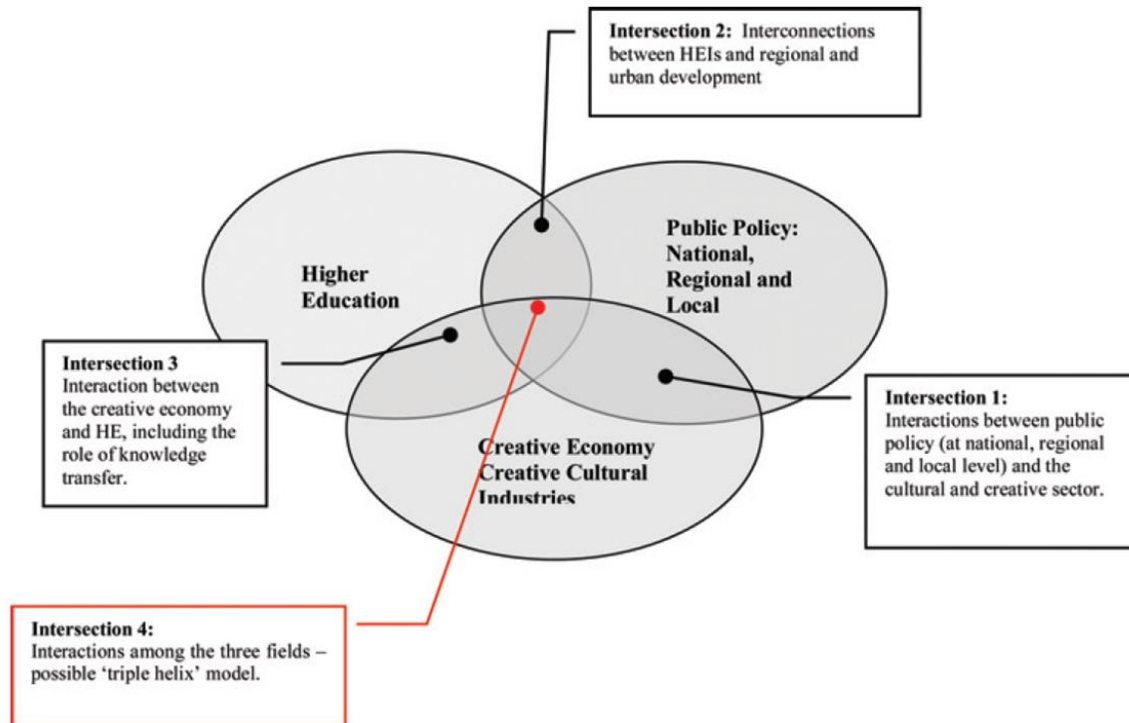 Intersection 2: Interconnections
between HEIs and regional and
urban development
Public Policy:
National,
Regional and
Local
Higher
Education
Intersection 3
Interaction between
the creative economy
and HE, including the
role of knowledge
transfer.
Intersection 1:
Interactions between public
policy (at national, regional
and local level) and the
cultural and creative sector.
Creative Economy
Creative Cultural
Industries
Intersection 4:
Interactions among the three fields –
possible ‘triple helix’ model.